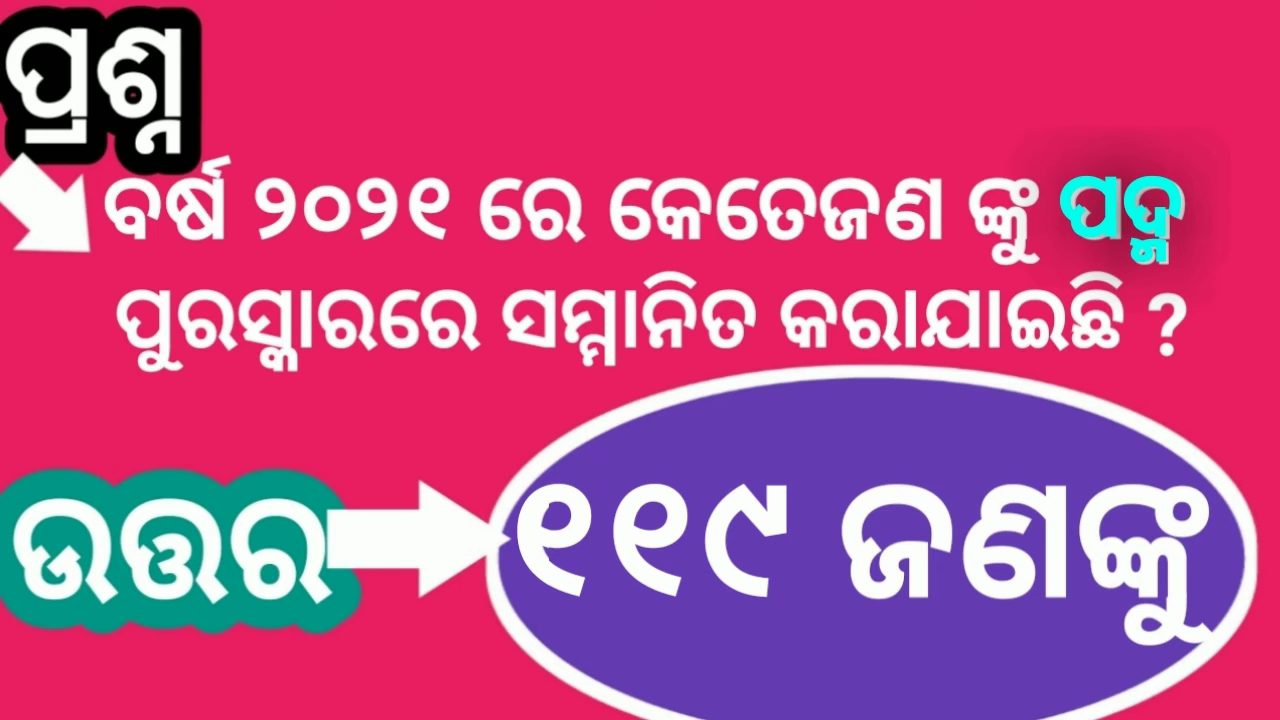 ପ୍ରଶ୍ନ
ବର୍ଷ ୨୦୨୧ ରେ କେତେଜଣ ଙ୍କୁ ପଦ୍ମ
ପୁରସ୍କାରରେ ସମ୍ମାନିତ କରାଯାଇଛି ?
ଉତ୍ତର ୧୧୯ ଜଣଙ୍କୁ